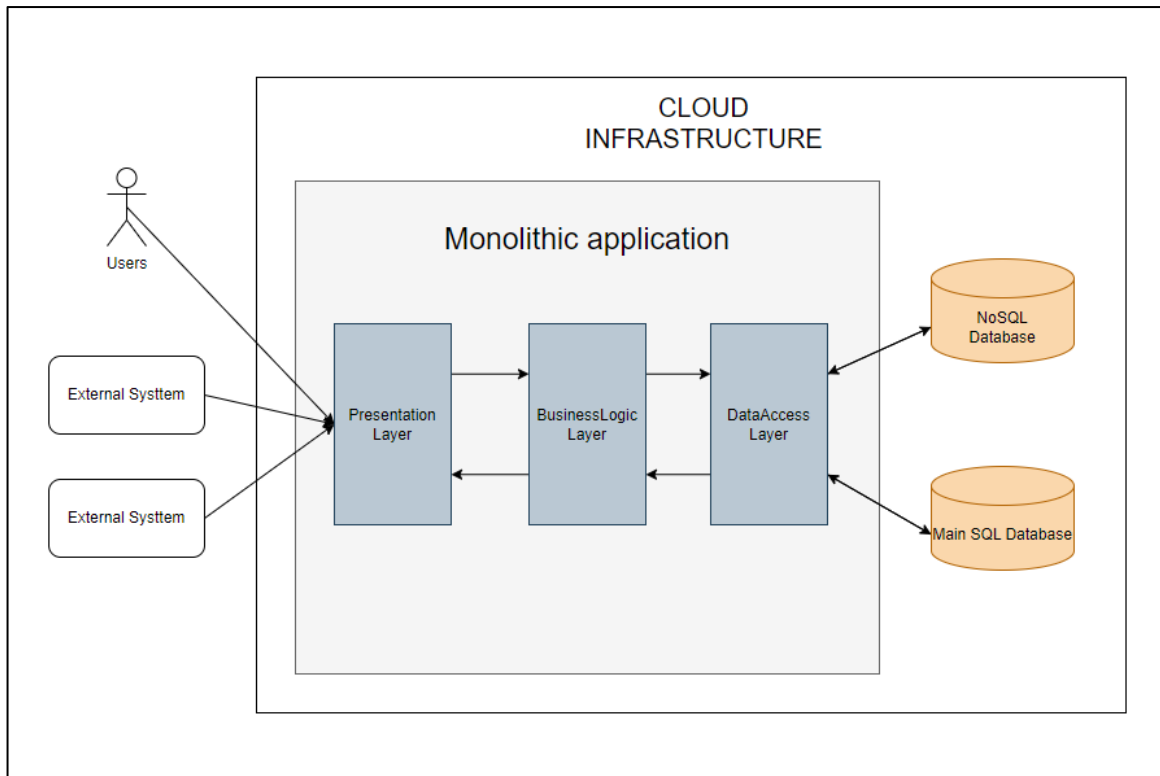 CLOUD
INFRASTRUCTURE
Monolithic application
Users
External Systtem
External Systtem
Presentation
Layer
BusinessLogic
Layer
DataAccess
Layer
NoSQL
Database
Main SQL Database